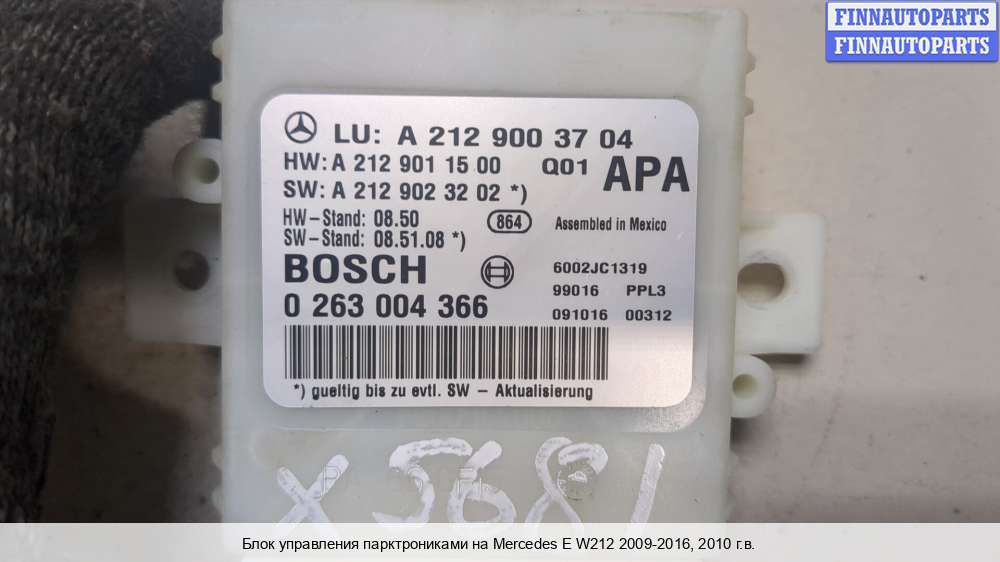 FINNAUTOPARTS
FINNAUTOPARTS
LU: A 212 900 37 04
HW: A 212 901 15 00 Q01 APA
SW: A 212 902 32 02 *)
HW-Stand: 08.50 864 Assembled in Mexico
SW-Stand: 08.51.08 *)
BOSCH 6002JC1319
0 263 004 366 99016 PPL3
091016 00312
*) gueltig bis zu evtl. SW - Aktualisierung
X 5681
Блок управления парктрониками на Mercedes E W212 2009-2016, 2010 г.в.